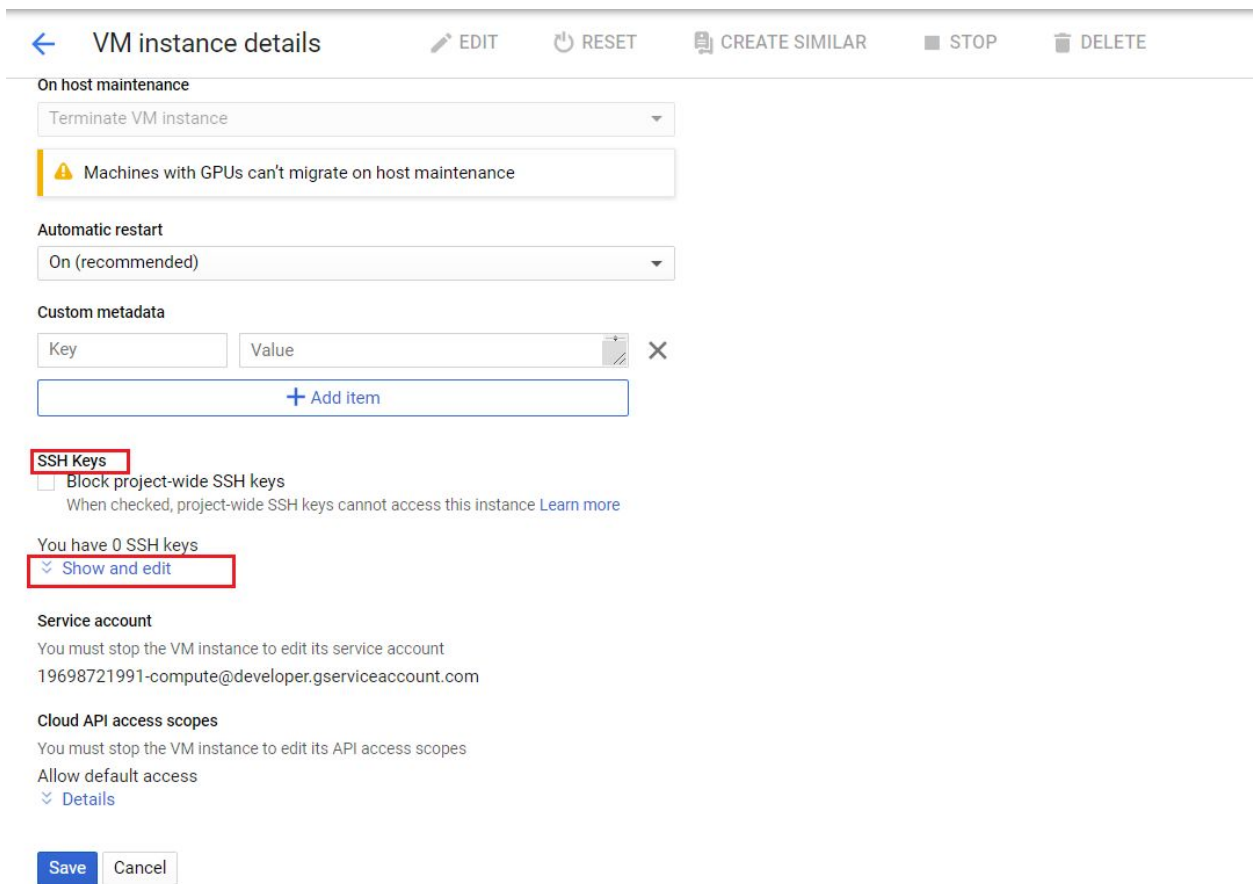 VM instance details EDIT RESET CREATE SIMILAR STOP DELETE
On host maintenance
Terminate VM instance
Machines with GPUs can't migrate on host maintenance
Automatic restart
On (recommended)
Custom metadata
Key Value
Add item
SSH Keys
Block project-wide SSH keys
When checked, project-wide SSH keys cannot access this instance Learn more
You have 0 SSH keys
Show and edit
Service account
You must stop the VM instance to edit its service account
19698721991-compute@developer.gserviceaccount.com
Cloud API access scopes
You must stop the VM instance to edit its API access scopes
Allow default access
Details
Save Cancel